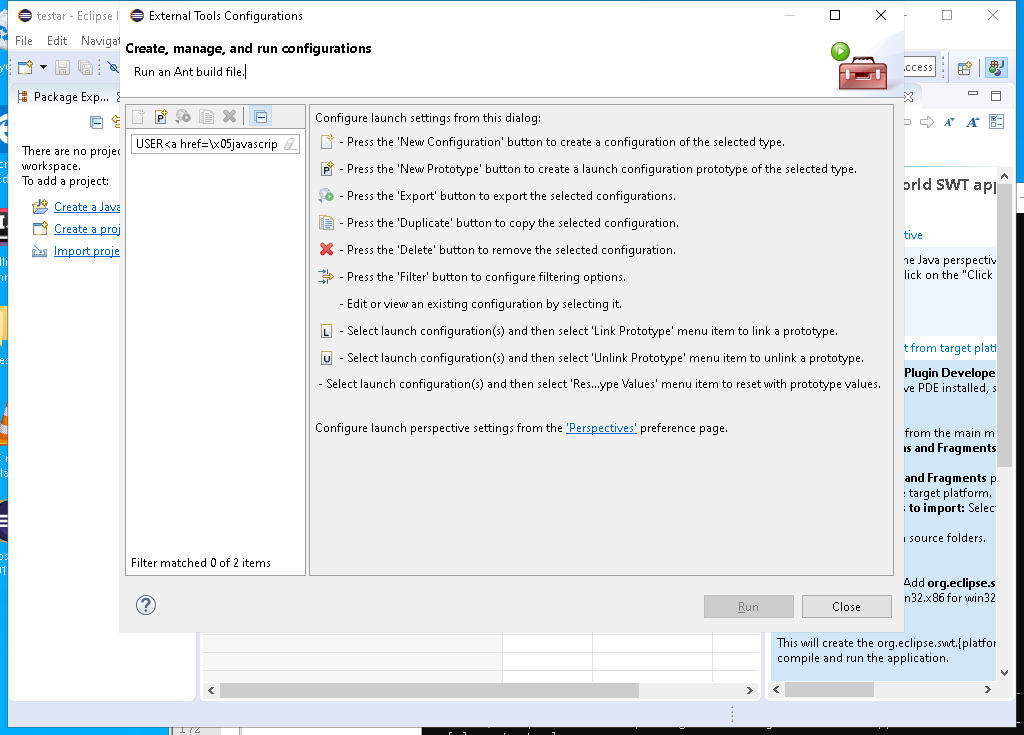 testar - Eclipse I
File Edit Navigat
External Tools Configurations
Create, manage, and run configurations
Run an Ant build file.
Package Exp...
There are no projec
workspace.
To add a project:
Create a Java
Create a proj
Import proje
USER<a href=\x05javascrip
Filter matched 0 of 2 items
Configure launch settings from this dialog:
- Press the 'New Configuration' button to create a configuration of the selected type.
- Press the 'New Prototype' button to create a launch configuration prototype of the selected type.
- Press the 'Export' button to export the selected configurations.
- Press the 'Duplicate' button to copy the selected configuration.
- Press the 'Delete' button to remove the selected configuration.
- Press the 'Filter' button to configure filtering options.
- Edit or view an existing configuration by selecting it.
L - Select launch configuration(s) and then select 'Link Prototype' menu item to link a prototype.
U - Select launch configuration(s) and then select 'Unlink Prototype' menu item to unlink a prototype.
- Select launch configuration(s) and then select 'Res...ype Values' menu item to reset with prototype values.
Configure launch perspective settings from the 'Perspectives' preference page.
Run
Close
ccess
orld SWT app
tive
he Java perspectiv
lick on the "Click
t from target platf
Plugin Develope
ve PDE installed, s
from the main m
ns and Fragments
and Fragments p
e target platform.
s to import: Selec
n source folders.
Add org.eclipse.s
n32.x86 for win32
This will create the org.eclipse.swt.{platfor
compile and run the application.
172